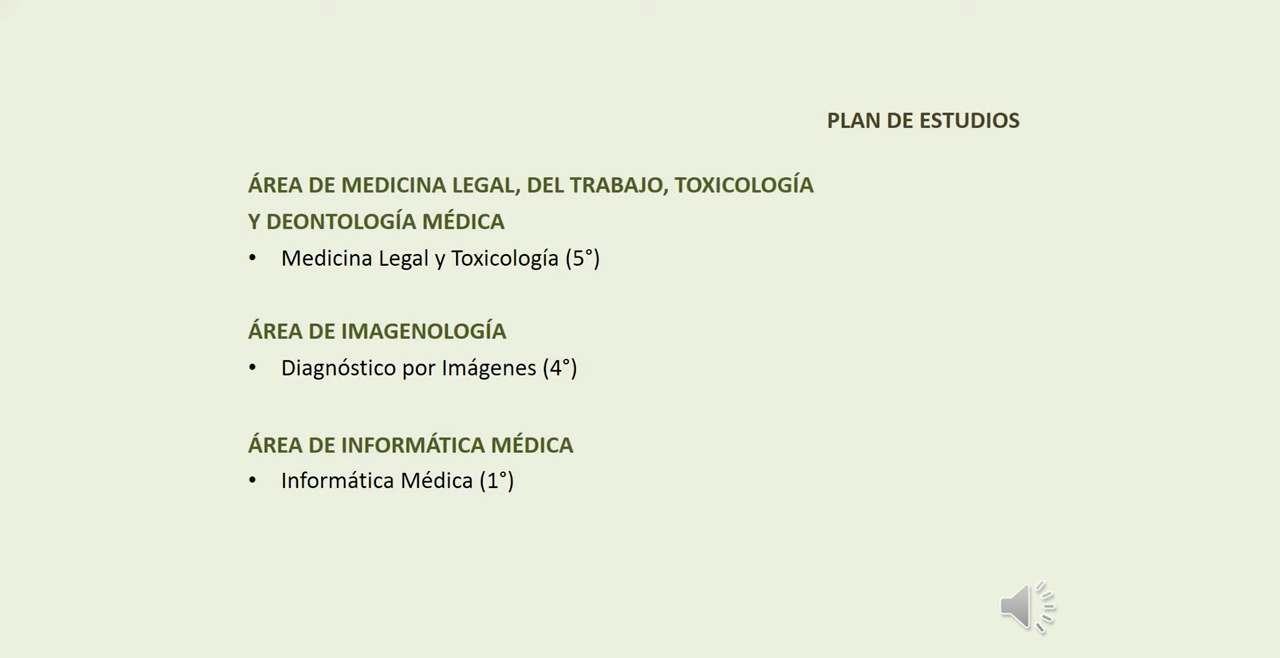 PLAN DE ESTUDIOS
ÁREA DE MEDICINA LEGAL, DEL TRABAJO, TOXICOLOGÍA
Y DEONTOLOGÍA MÉDICA
• Medicina Legal y Toxicología (5°)
ÁREA DE IMAGENOLOGÍA
• Diagnóstico por Imágenes (4°)
ÁREA DE INFORMÁTICA MÉDICA
• Informática Médica (1°)